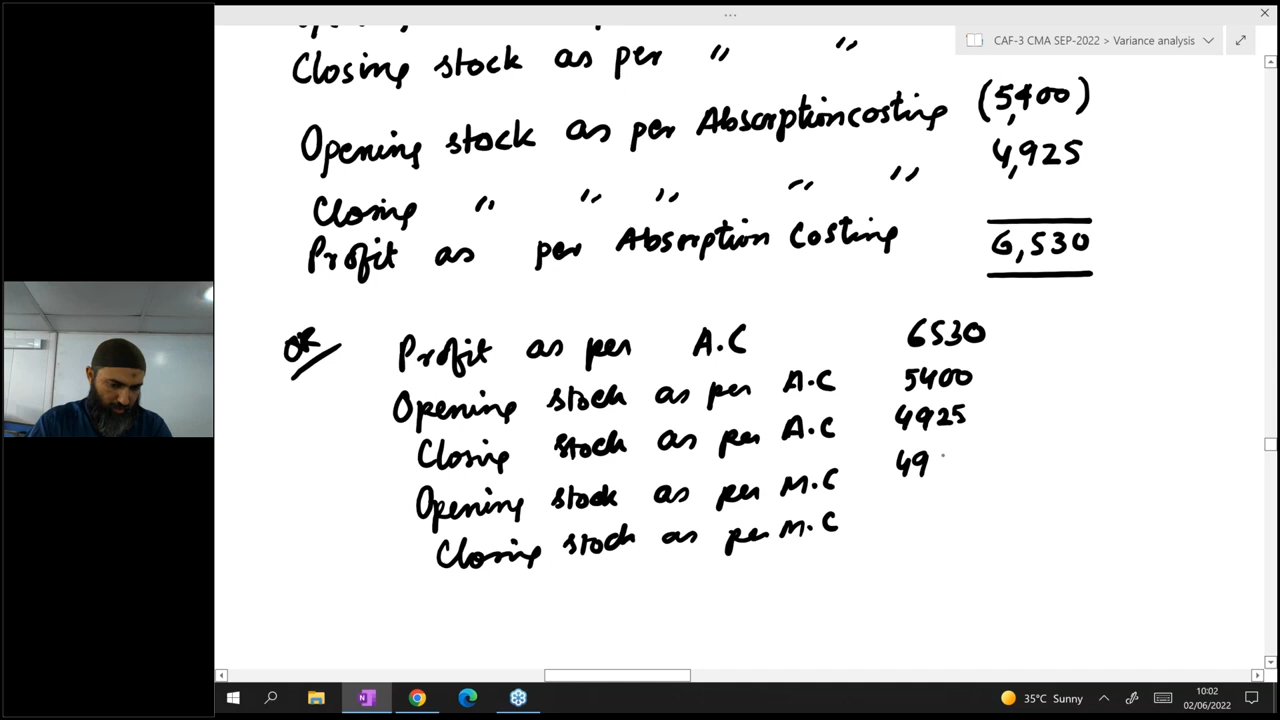 CAF-3 CMA SEP-2022 > Variance analysis
Closing stock as per " "
Opening stock as per Absorption costing (5,400)
4,925
Closing " " " " "
Profit as per Absorption Costing 6,530
OR Profit as per A.C 6530
Opening stock as per A.C 5400
Closing stock as per A.C 4925
Opening stock as per M.C 49
Closing stock as per M.C
35°C Sunny
10:02
02/06/2022